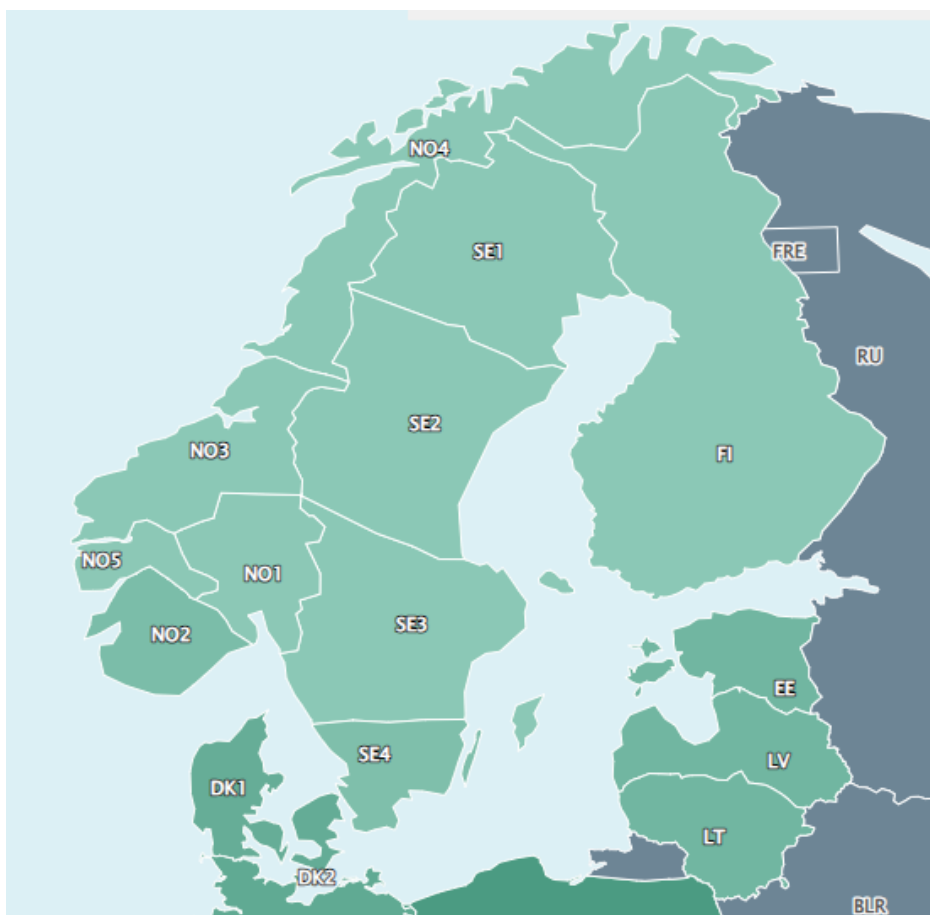 NO4
SE1
FRE
RU
SE2
NO3
FI
NO5
NO1
SE3
NO2
EE
SE4
LV
DK1
LT
DK2
BLR